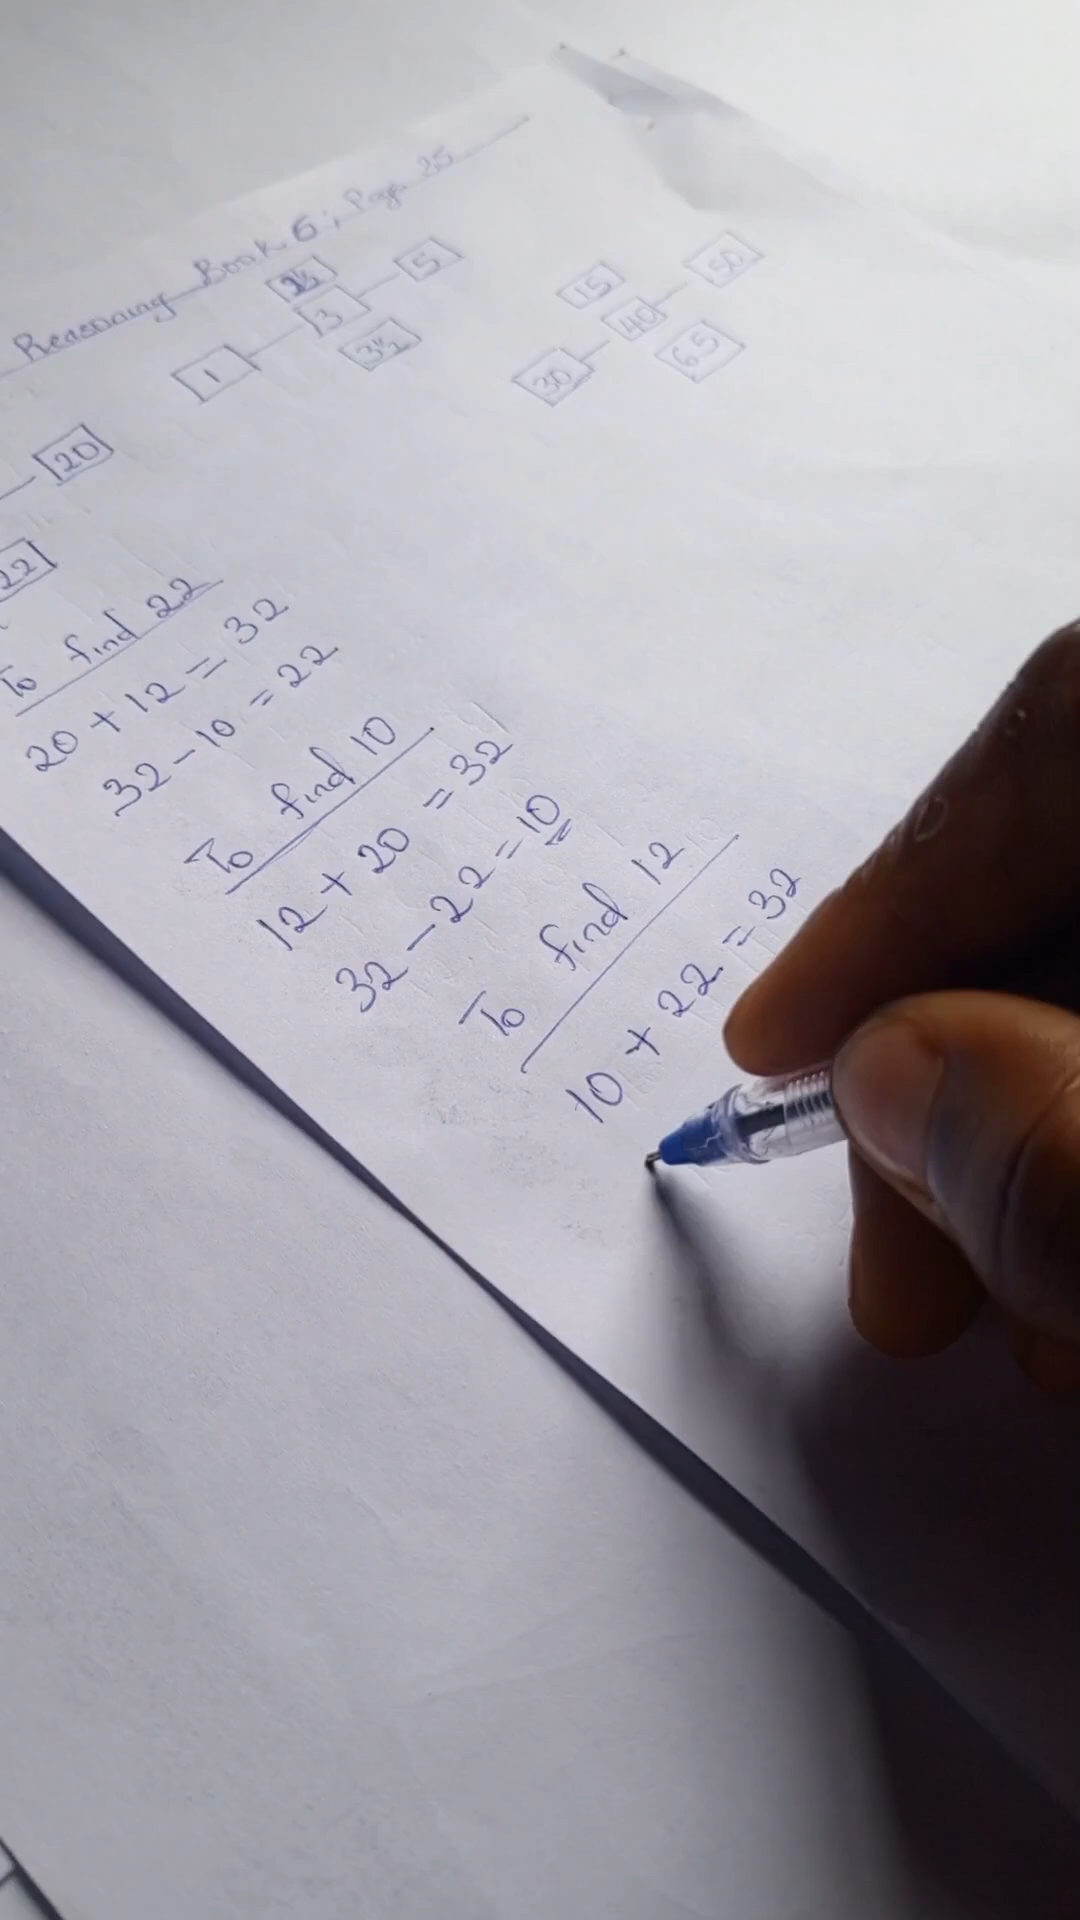 Reasoning Book 6; Page 25
2½
1 3 5
3½
15
30 40 50
65
20
22
To find 22
20 + 12 = 32
32 - 10 = 22
To find 10
12 + 20 = 32
32 - 22 = 10
To find 12
10 + 22 = 32